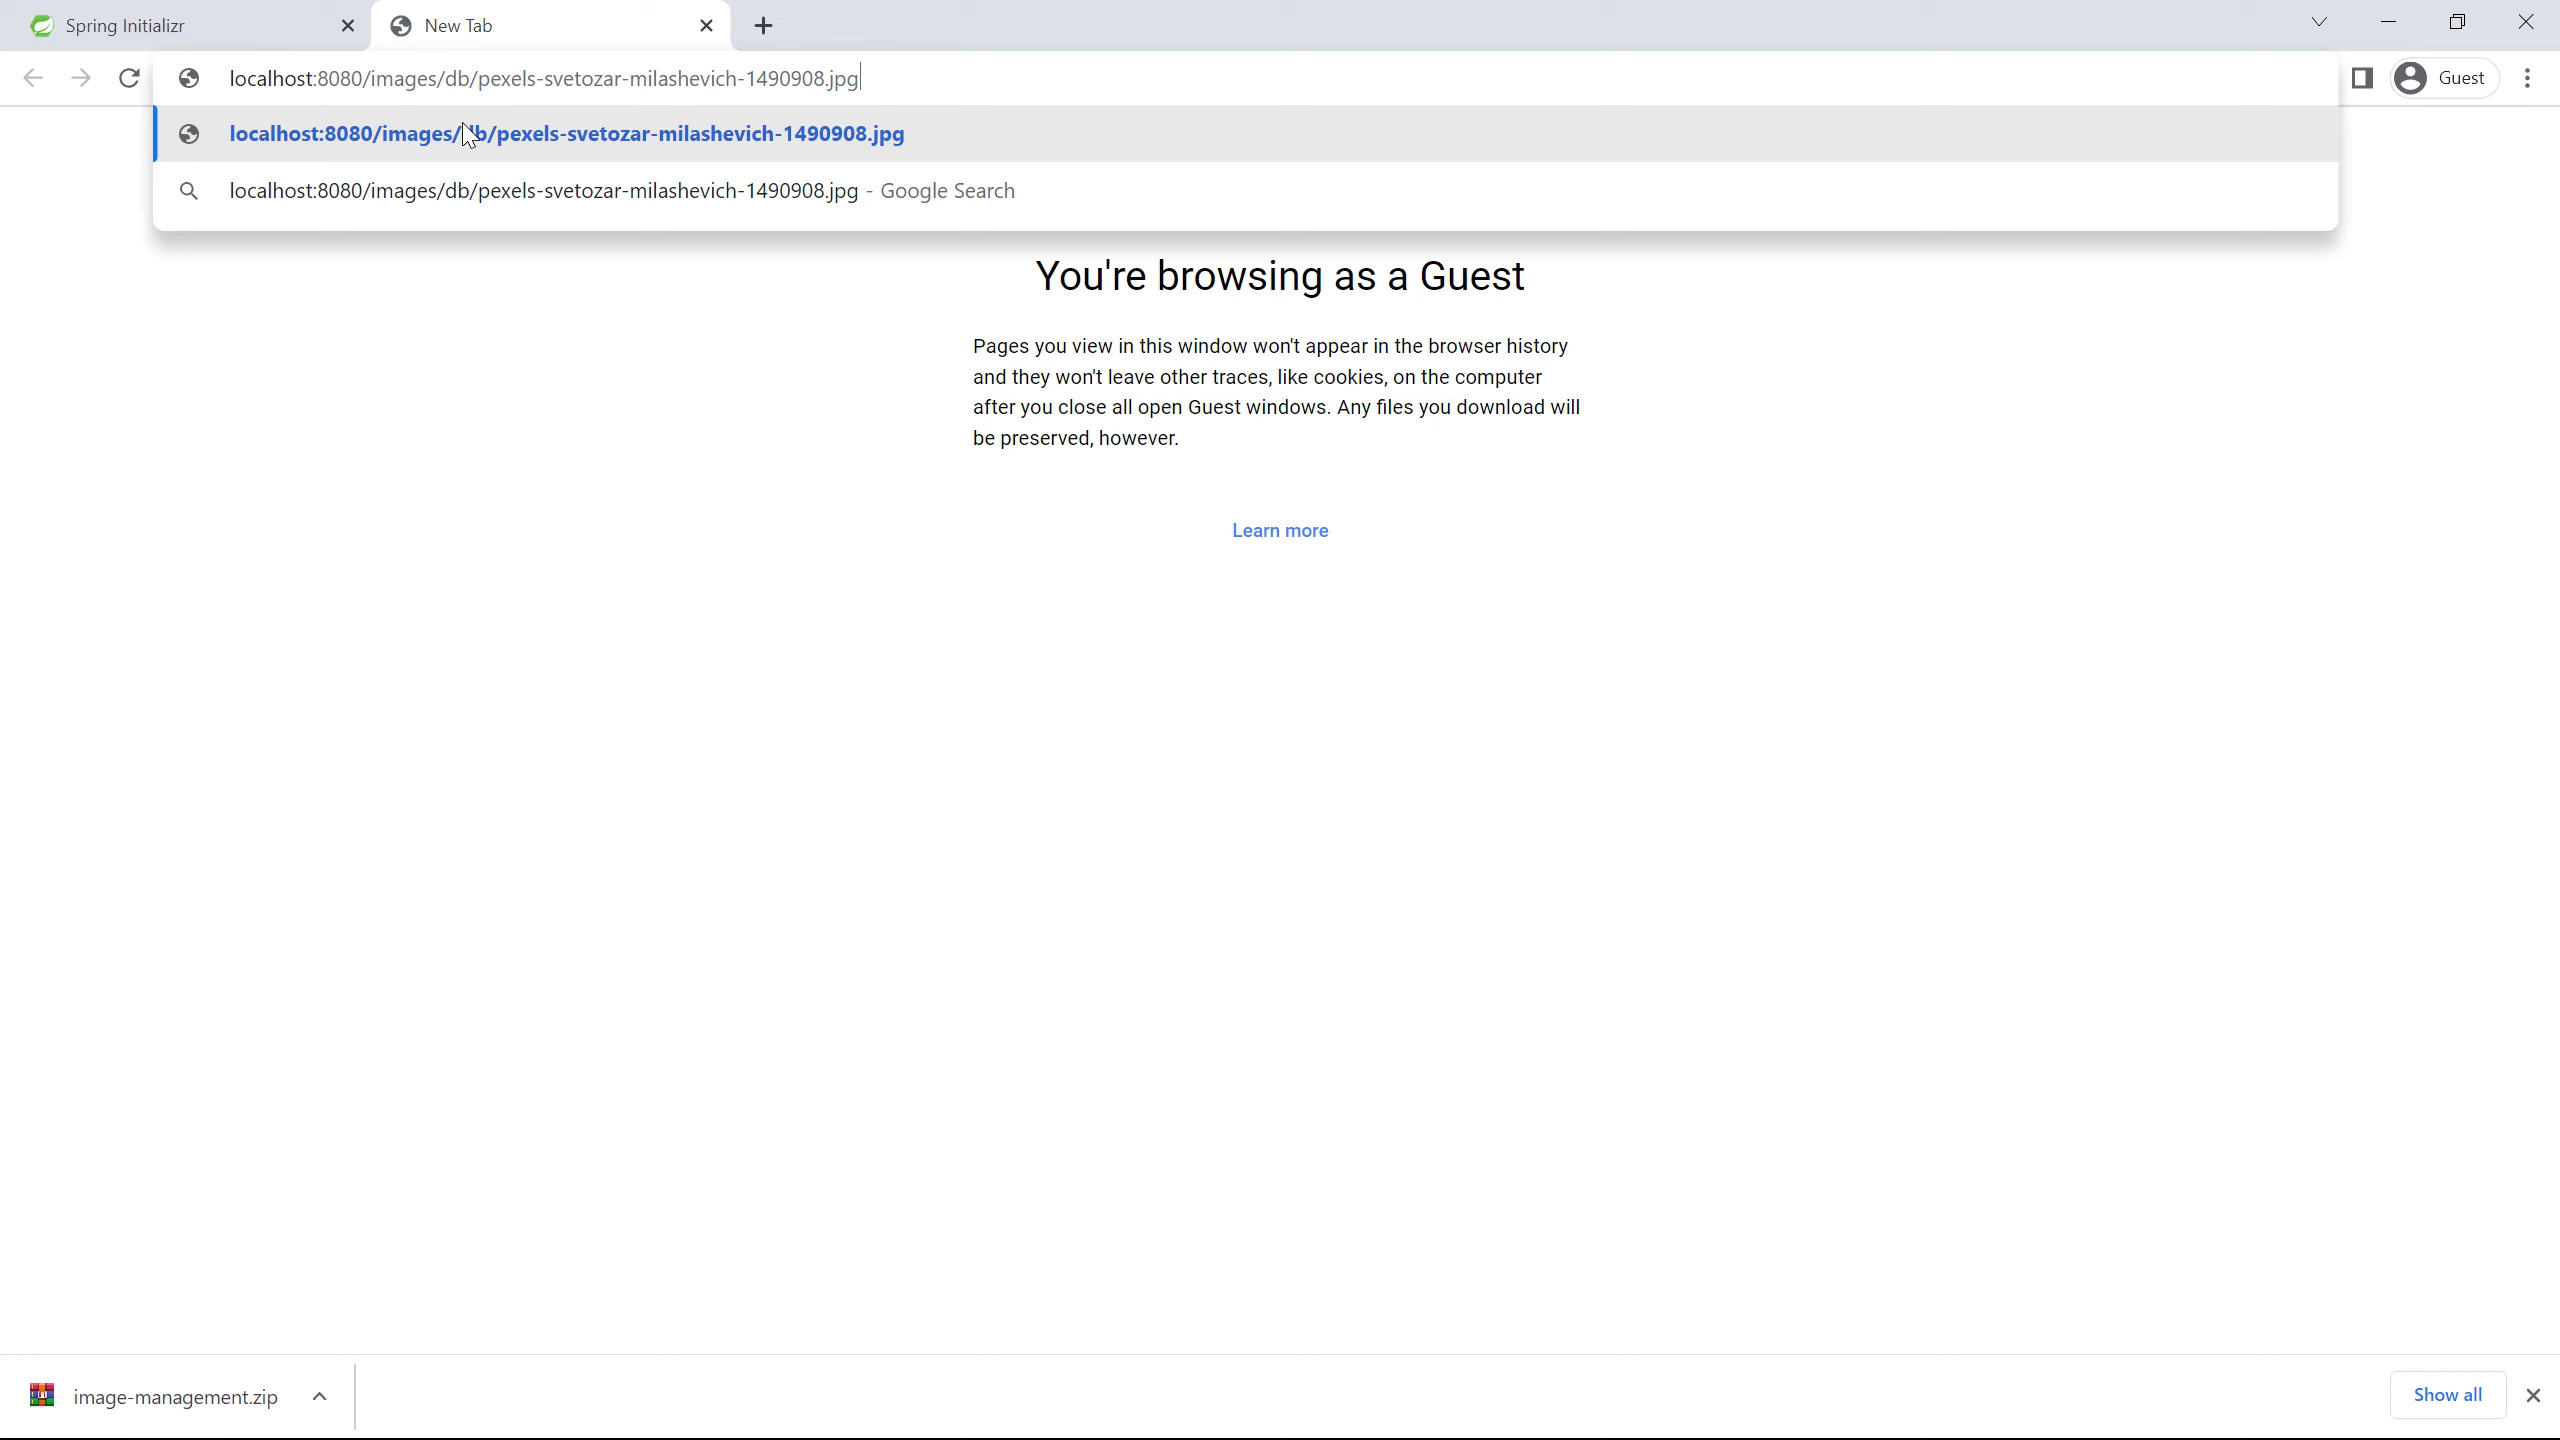 Spring Initializr
New Tab
localhost:8080/images/db/pexels-svetozar-milashevich-1490908.jpg
Guest
localhost:8080/images/db/pexels-svetozar-milashevich-1490908.jpg
localhost:8080/images/db/pexels-svetozar-milashevich-1490908.jpg - Google Search
You're browsing as a Guest
Pages you view in this window won't appear in the browser history
and they won't leave other traces, like cookies, on the computer
after you close all open Guest windows. Any files you download will
be preserved, however.
Learn more
image-management.zip
Show all